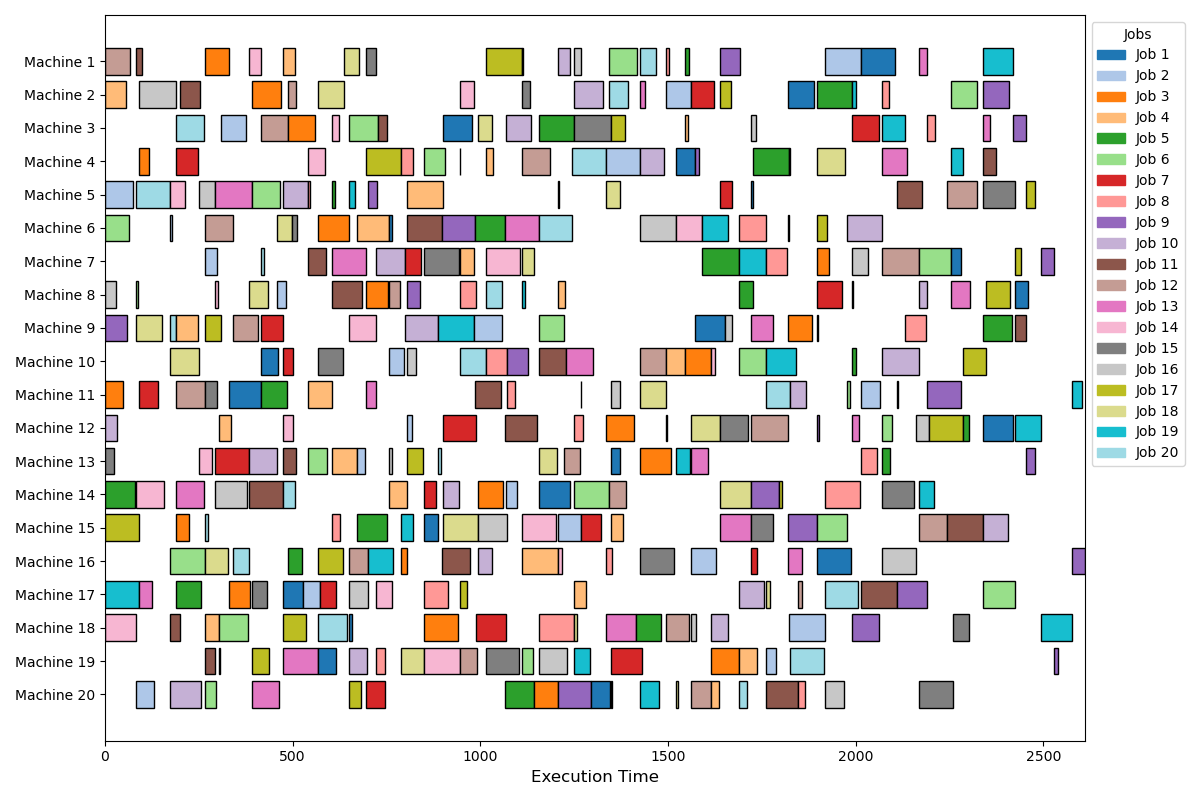 Machine 1
Machine 2
Machine 3
Machine 4
Machine 5
Machine 6
Machine 7
Machine 8
Machine 9
Machine 10
Machine 11
Machine 12
Machine 13
Machine 14
Machine 15
Machine 16
Machine 17
Machine 18
Machine 19
Machine 20
0 500 1000 1500 2000 2500
Execution Time
Jobs
Job 1
Job 2
Job 3
Job 4
Job 5
Job 6
Job 7
Job 8
Job 9
Job 10
Job 11
Job 12
Job 13
Job 14
Job 15
Job 16
Job 17
Job 18
Job 19
Job 20